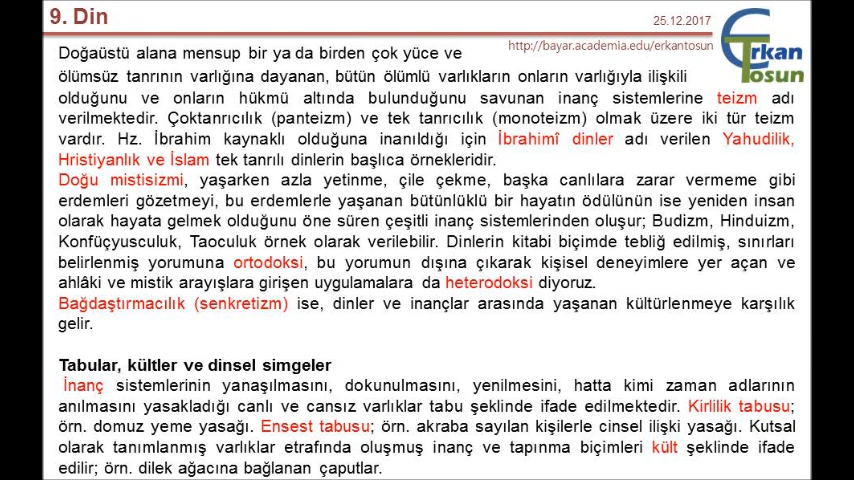 9. Din
25.12.2017
http://bayar.academia.edu/erkantosun
Erkan
Tosun
Doğaüstü alana mensup bir ya da birden çok yüce ve
ölümsüz tanrının varlığına dayanan, bütün ölümlü varlıkların onların varlığıyla ilişkili
olduğunu ve onların hükmü altında bulunduğunu savunan inanç sistemlerine teizm adı
verilmektedir. Çoktanrıcılık (panteizm) ve tek tanrıcılık (monoteizm) olmak üzere iki tür teizm
vardır. Hz. İbrahim kaynaklı olduğuna inanıldığı için İbrahimî dinler adı verilen Yahudilik,
Hristiyanlık ve İslam tek tanrılı dinlerin başlıca örnekleridir.
Doğu mistisizmi, yaşarken azla yetinme, çile çekme, başka canlılara zarar vermeme gibi
erdemleri gözetmeyi, bu erdemlerle yaşanan bütünlüklü bir hayatın ödülünün ise yeniden insan
olarak hayata gelmek olduğunu öne süren çeşitli inanç sistemlerinden oluşur; Budizm, Hinduizm,
Konfüçyusculuk, Taoculuk örnek olarak verilebilir. Dinlerin kitabi biçimde tebliğ edilmiş, sınırları
belirlenmiş yorumuna ortodoksi, bu yorumun dışına çıkarak kişisel deneyimlere yer açan ve
ahlâki ve mistik arayışlara girişen uygulamalara da heterodoksi diyoruz.
Bağdaştırmacılık (senkretizm) ise, dinler ve inançlar arasında yaşanan kültürlenmeye karşılık
gelir.
Tabular, kültler ve dinsel simgeler
İnanç sistemlerinin yanaşılmasını, dokunulmasını, yenilmesini, hatta kimi zaman adlarının
anılmasını yasakladığı canlı ve cansız varlıklar tabu şeklinde ifade edilmektedir. Kirlilik tabusu;
örn. domuz yeme yasağı. Ensest tabusu; örn. akraba sayılan kişilerle cinsel ilişki yasağı. Kutsal
olarak tanımlanmış varlıklar etrafında oluşmuş inanç ve tapınma biçimleri kült şeklinde ifade
edilir; örn. dilek ağacına bağlanan çaputlar.